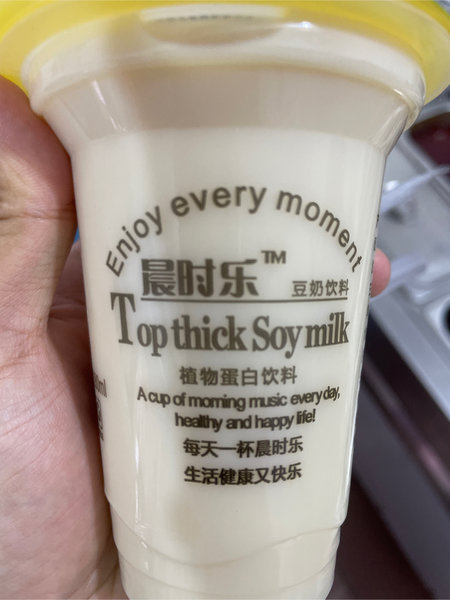 Enjoy every moment
晨时乐™
豆奶饮料
Top thick Soy milk
植物蛋白饮料
A cup of morning music every day,
healthy and happy life!
每天一杯晨时乐
生活健康又快乐